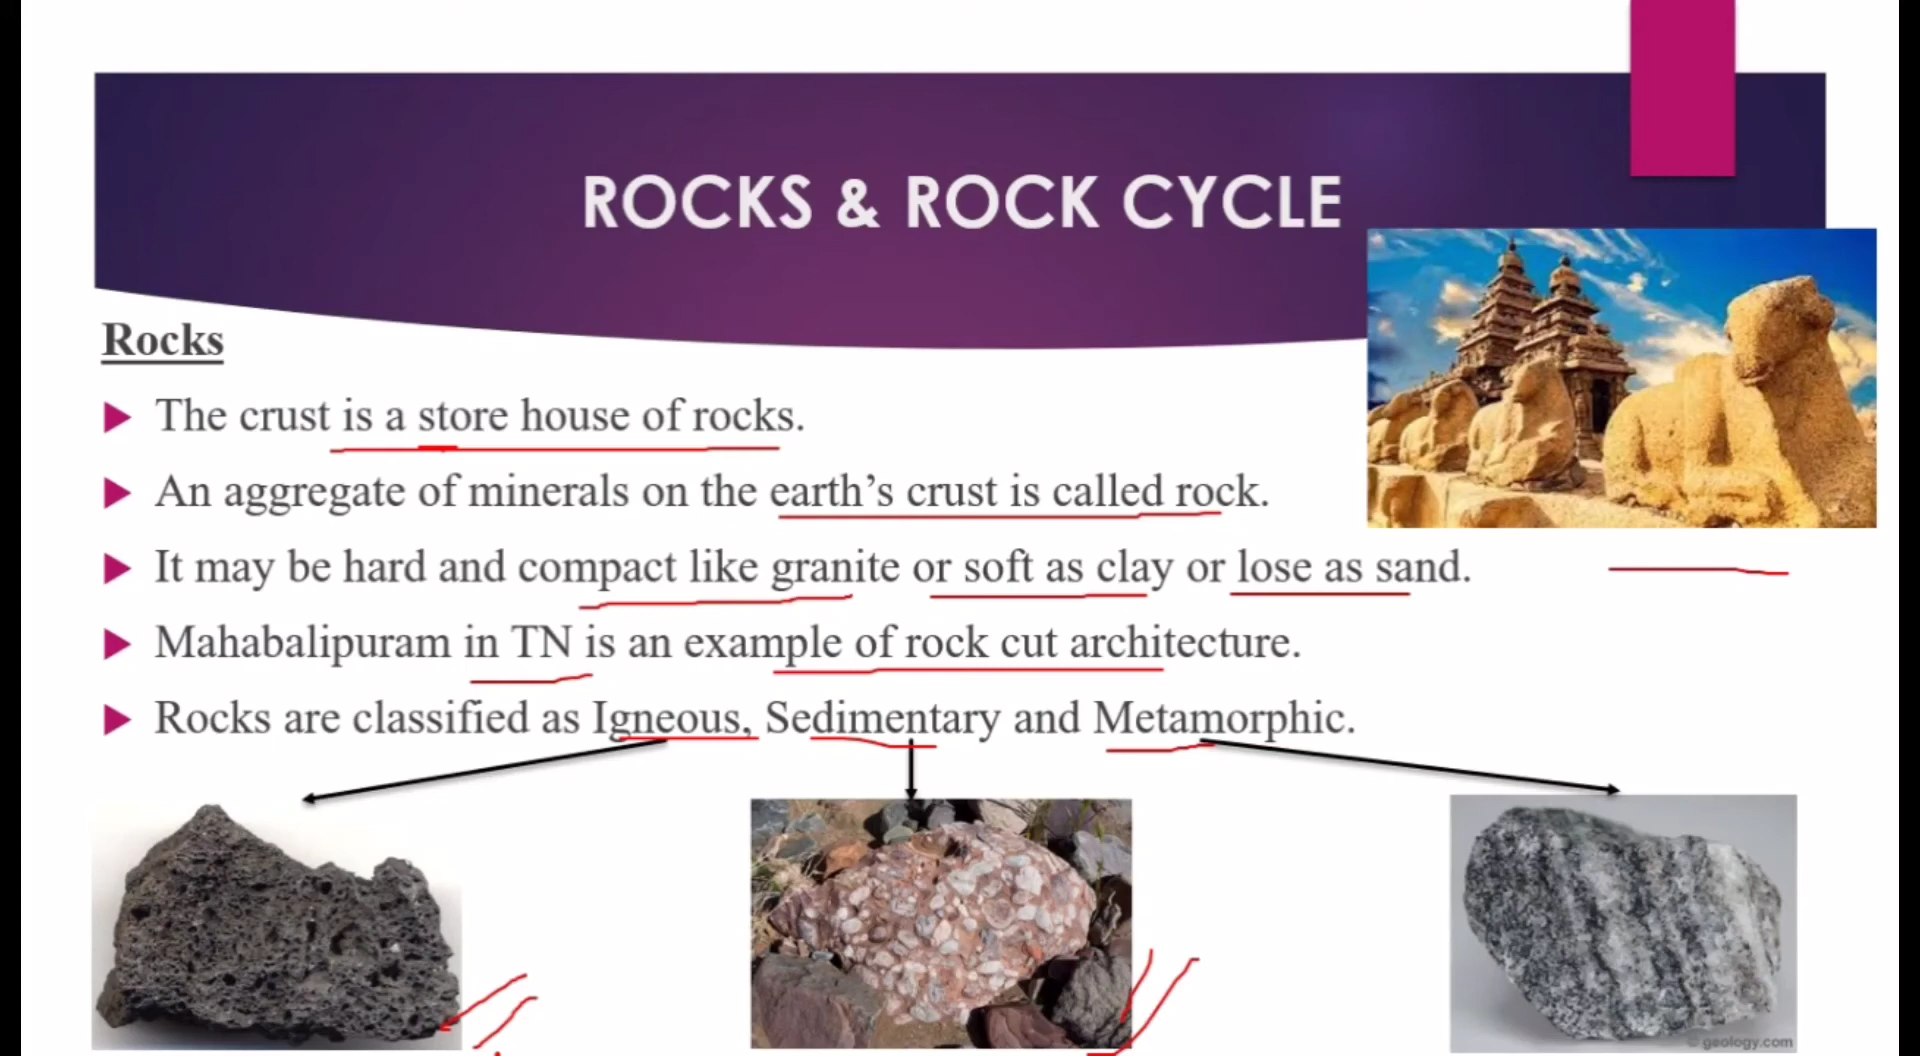 ROCKS & ROCK CYCLE
Rocks
The crust is a store house of rocks.
An aggregate of minerals on the earth’s crust is called rock.
It may be hard and compact like granite or soft as clay or lose as sand.
Mahabalipuram in TN is an example of rock cut architecture.
Rocks are classified as Igneous, Sedimentary and Metamorphic.
© geology.com